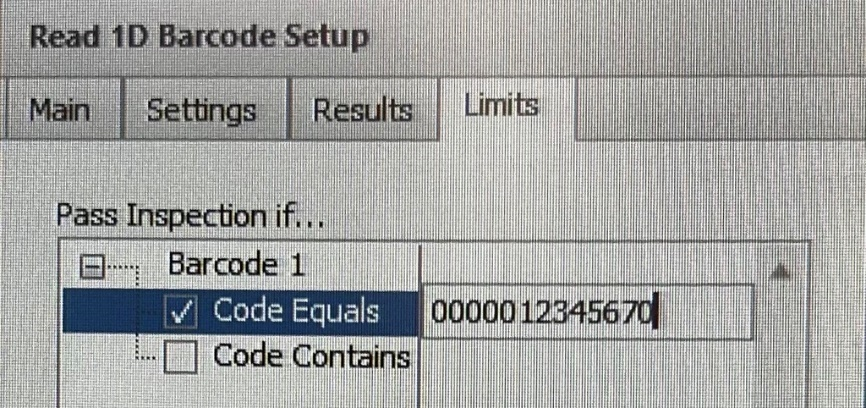 Read 1D Barcode Setup
Main Settings Results Limits
Pass Inspection if...
Barcode 1
Code Equals 0000012345670
Code Contains